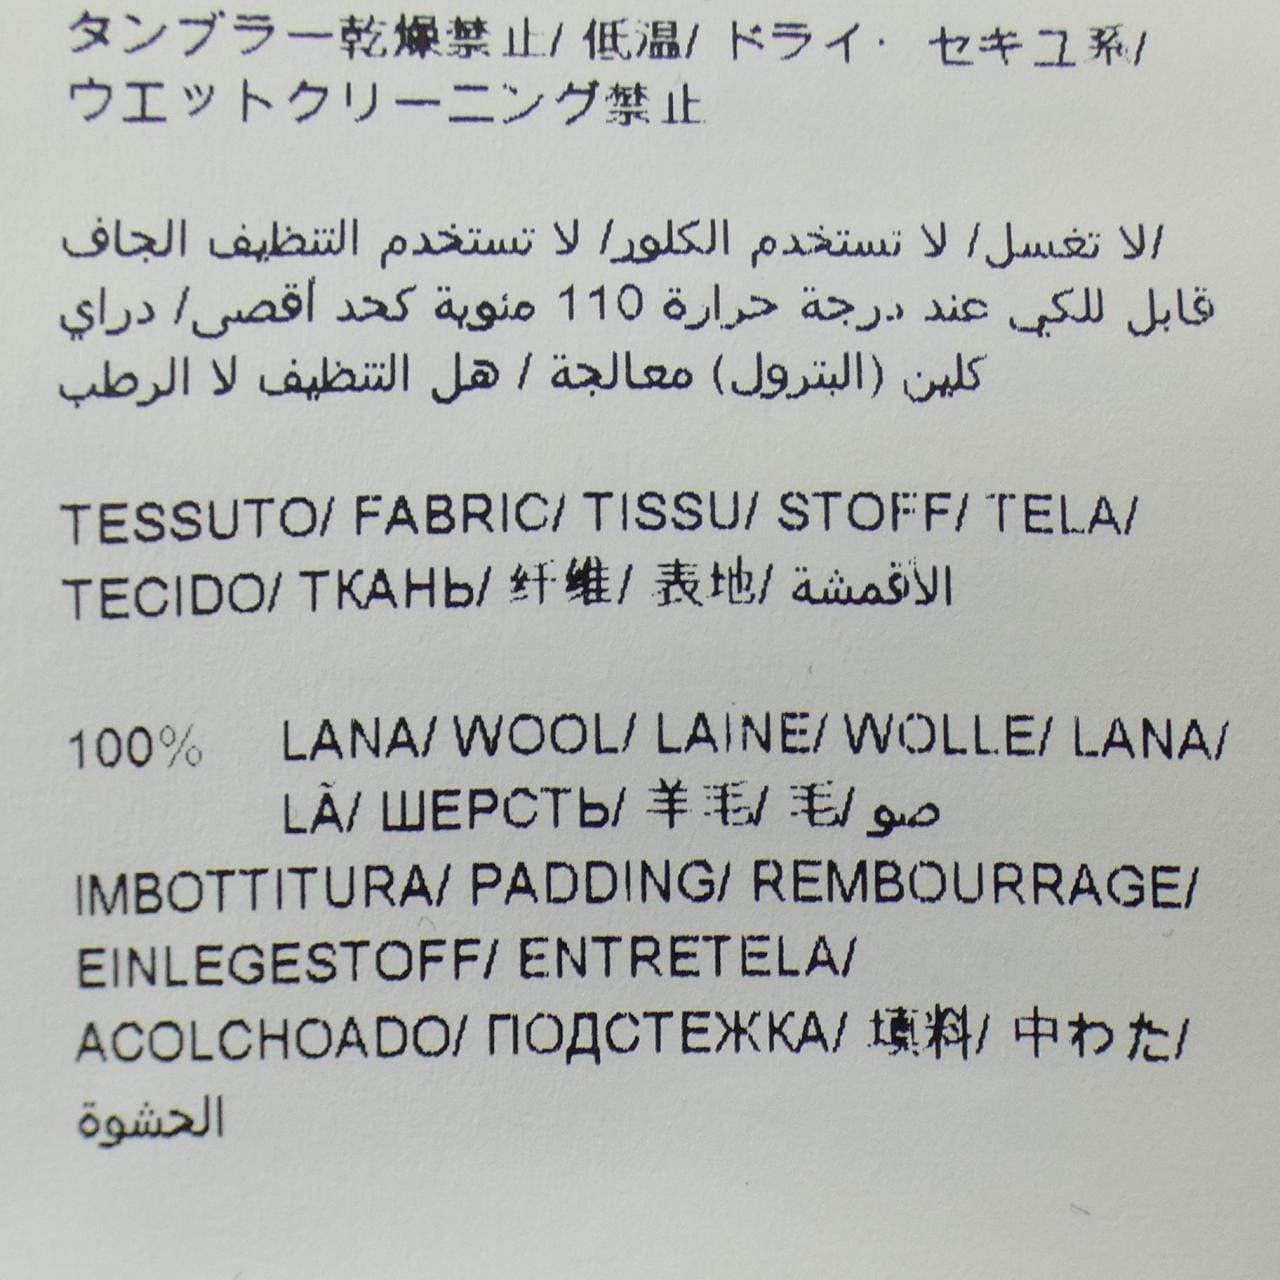 タンブラー乾燥禁止/ 低温/ ドライ· セキユ系/
ウエットクリーニング禁止
/لا تغسل/ لا تستخدم الكلور/ لا تستخدم التنظيف الجاف
قابل للكي عند درجة حرارة 110 مئوية كحد أقصى/ دراي
كلين (البترول) معالجة / هل التنظيف لا الرطب
TESSUTO/ FABRIC/ TISSU/ STOFF/ TELA/
TECIDO/ ТКАНЬ/ 纤维/ 表地/ الأقمشة
100% LANA/ WOOL/ LAINE/ WOLLE/ LANA/
LÃ/ ШЕРСТЬ/ 羊毛/ 毛/ صو
IMBOTTITURA/ PADDING/ REMBOURRAGE/
EINLEGESTOFF/ ENTRETELA/
ACOLCHOADO/ ПОДСТЕЖКА/ 填料/ 中わた/
الحشوة